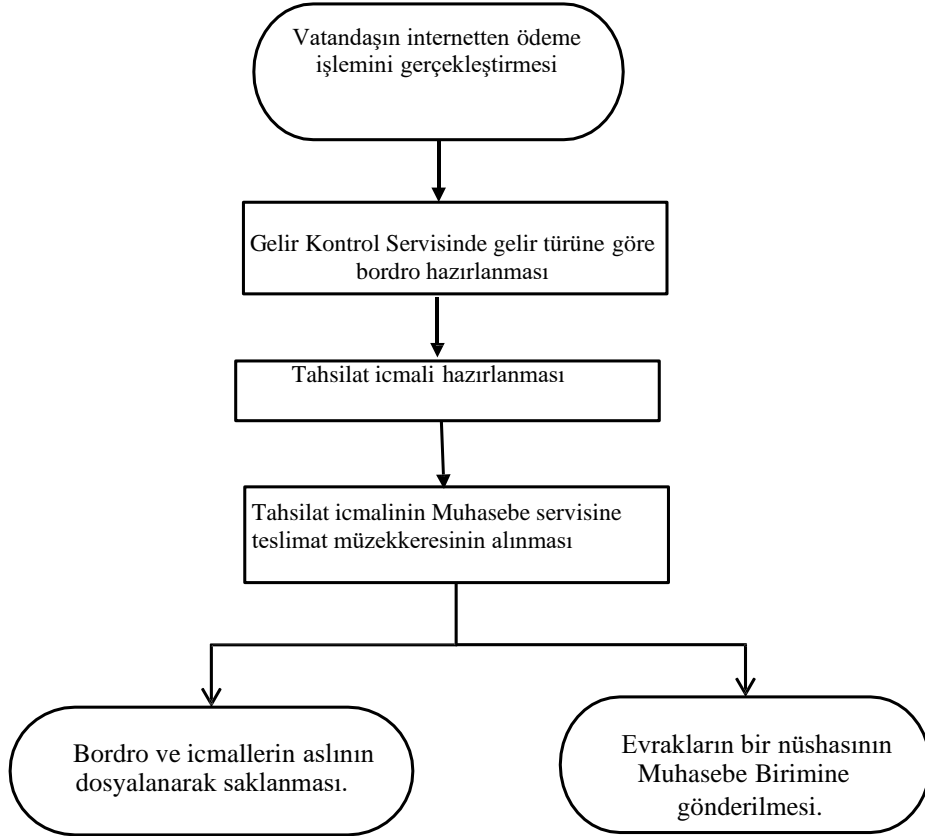 Vatandaşın internetten ödeme
işlemini gerçekleştirmesi
Gelir Kontrol Servisinde gelir türüne göre
bordro hazırlanması
Tahsilat icmali hazırlanması
Tahsilat icmalinin Muhasebe servisine
teslimat müzekkeresinin alınması
Bordro ve icmallerin aslının
dosyalanarak saklanması.
Evrakların bir nüshasının
Muhasebe Birimine
gönderilmesi.